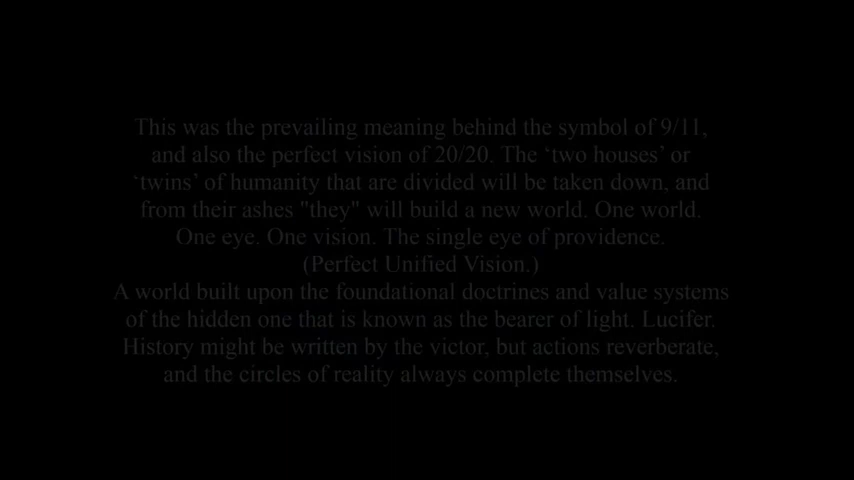 This was the prevailing meaning behind the symbol of 9/11,
and also the perfect vision of 20/20. The ‘two houses’ or
‘twins’ of humanity that are divided will be taken down, and
from their ashes "they" will build a new world. One world.
One eye. One vision. The single eye of providence.
(Perfect Unified Vision.)
A world built upon the foundational doctrines and value systems
of the hidden one that is known as the bearer of light. Lucifer.
History might be written by the victor, but actions reverberate,
and the circles of reality always complete themselves.